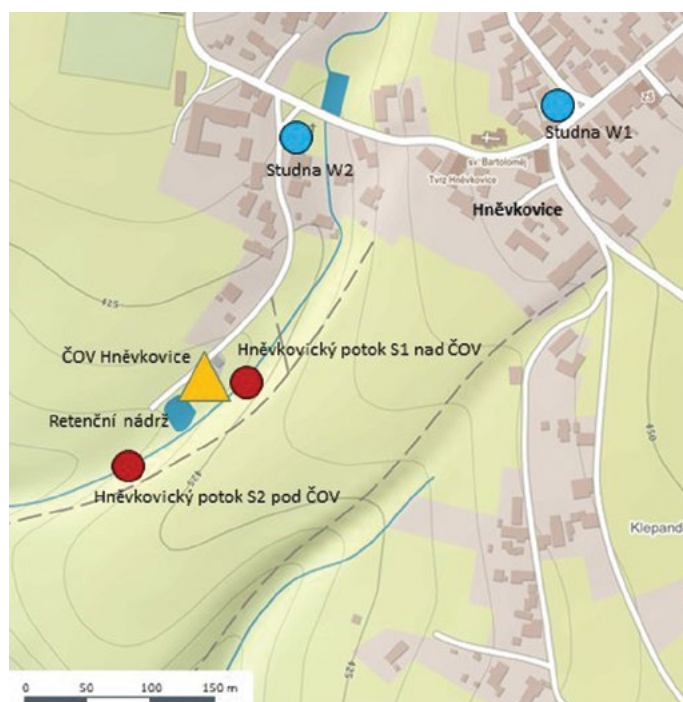 Studna W1
25
Studna W2
sv. Bartoloměj
Tvrz Hněvkovice
Hněvkovice
425
ČOV Hněvkovice
Hněvkovický potok S1 nad ČOV
Retenční nádrž
450
Hněvkovický potok S2 pod ČOV
425
Klepand
425
0 50 100 150 m